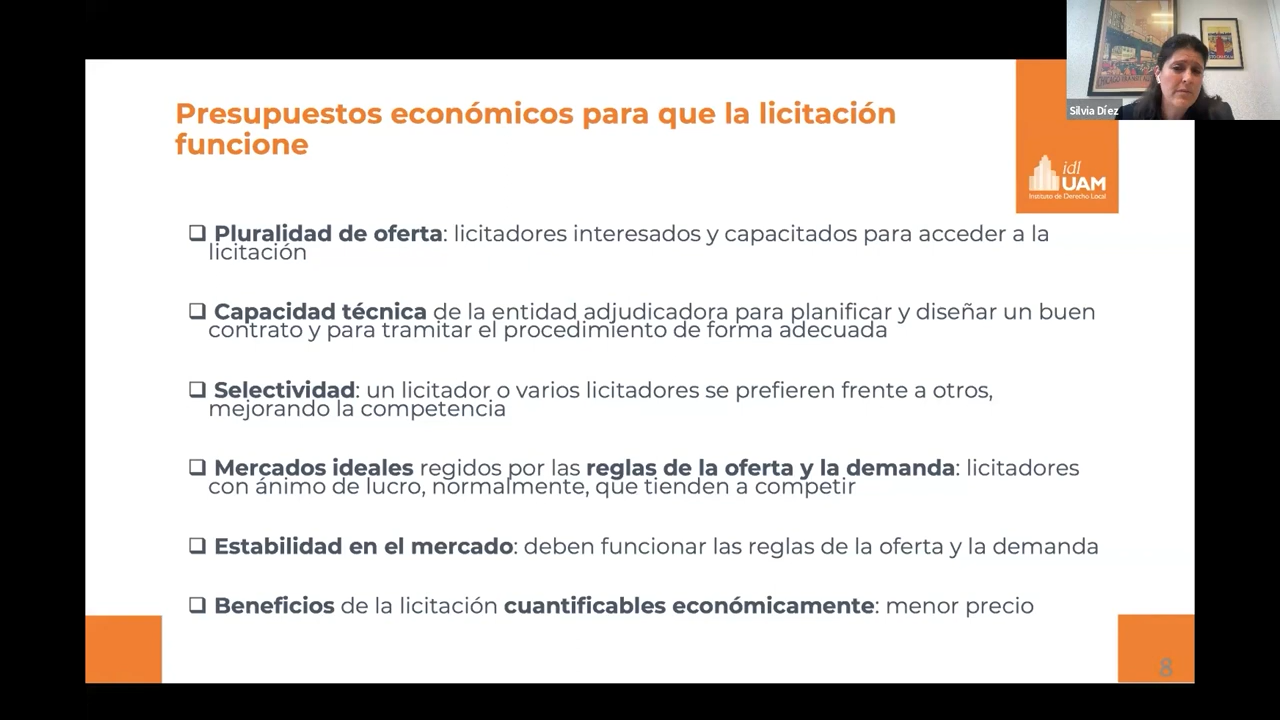 Presupuestos económicos para que la licitación
funcione
Silvia Díez
idl
UAM
Instituto de Derecho Local
❑ Pluralidad de oferta: licitadores interesados y capacitados para acceder a la
licitación
❑ Capacidad técnica de la entidad adjudicadora para planificar y diseñar un buen
contrato y para tramitar el procedimiento de forma adecuada
❑ Selectividad: un licitador o varios licitadores se prefieren frente a otros,
mejorando la competencia
❑ Mercados ideales regidos por las reglas de la oferta y la demanda: licitadores
con ánimo de lucro, normalmente, que tienden a competir
❑ Estabilidad en el mercado: deben funcionar las reglas de la oferta y la demanda
❑ Beneficios de la licitación cuantificables económicamente: menor precio
8